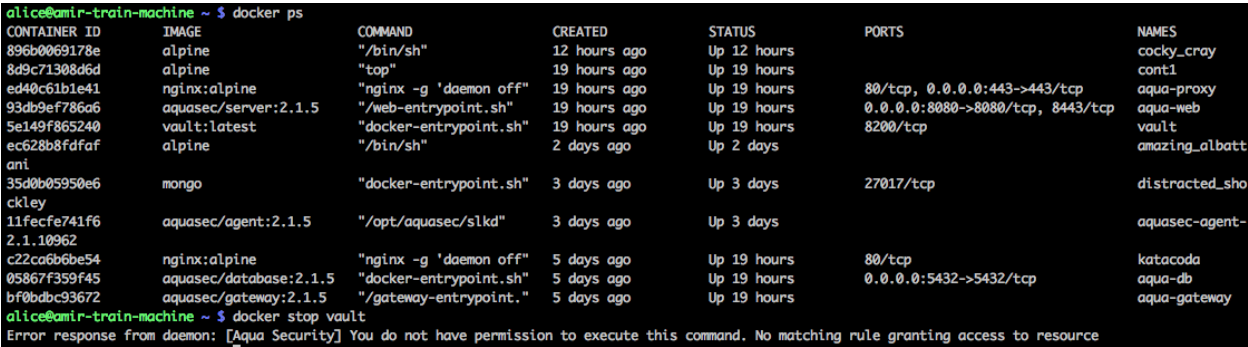 alice@amir-train-machine ~ $ docker ps
CONTAINER ID IMAGE COMMAND CREATED STATUS PORTS NAMES
896b0069178e alpine "/bin/sh" 12 hours ago Up 12 hours cocky_cray
8d9c71308d6d alpine "top" 19 hours ago Up 19 hours cont1
ed40c61b1e41 nginx:alpine "nginx -g 'daemon off" 19 hours ago Up 19 hours 80/tcp, 0.0.0.0:443->443/tcp aqua-proxy
93db9ef786a6 aquasec/server:2.1.5 "/web-entrypoint.sh" 19 hours ago Up 19 hours 0.0.0.0:8080->8080/tcp, 8443/tcp aqua-web
5e149f865240 vault:latest "docker-entrypoint.sh" 19 hours ago Up 19 hours 8200/tcp vault
ec628b8fdfaf alpine "/bin/sh" 2 days ago Up 2 days amazing_albatt
ani
35d0b05950e6 mongo "docker-entrypoint.sh" 3 days ago Up 3 days 27017/tcp distracted_sho
ckley
11fecfe741f6 aquasec/agent:2.1.5 "/opt/aquasec/slkd" 3 days ago Up 3 days aquasec-agent-
2.1.10962
c22ca6b6be54 nginx:alpine "nginx -g 'daemon off" 5 days ago Up 19 hours 80/tcp katacoda
05867f359f45 aquasec/database:2.1.5 "docker-entrypoint.sh" 5 days ago Up 19 hours 0.0.0.0:5432->5432/tcp aqua-db
bf0bdbc93672 aquasec/gateway:2.1.5 "/gateway-entrypoint." 5 days ago Up 19 hours aqua-gateway
alice@amir-train-machine ~ $ docker stop vault
Error response from daemon: [Aqua Security] You do not have permission to execute this command. No matching rule granting access to resource